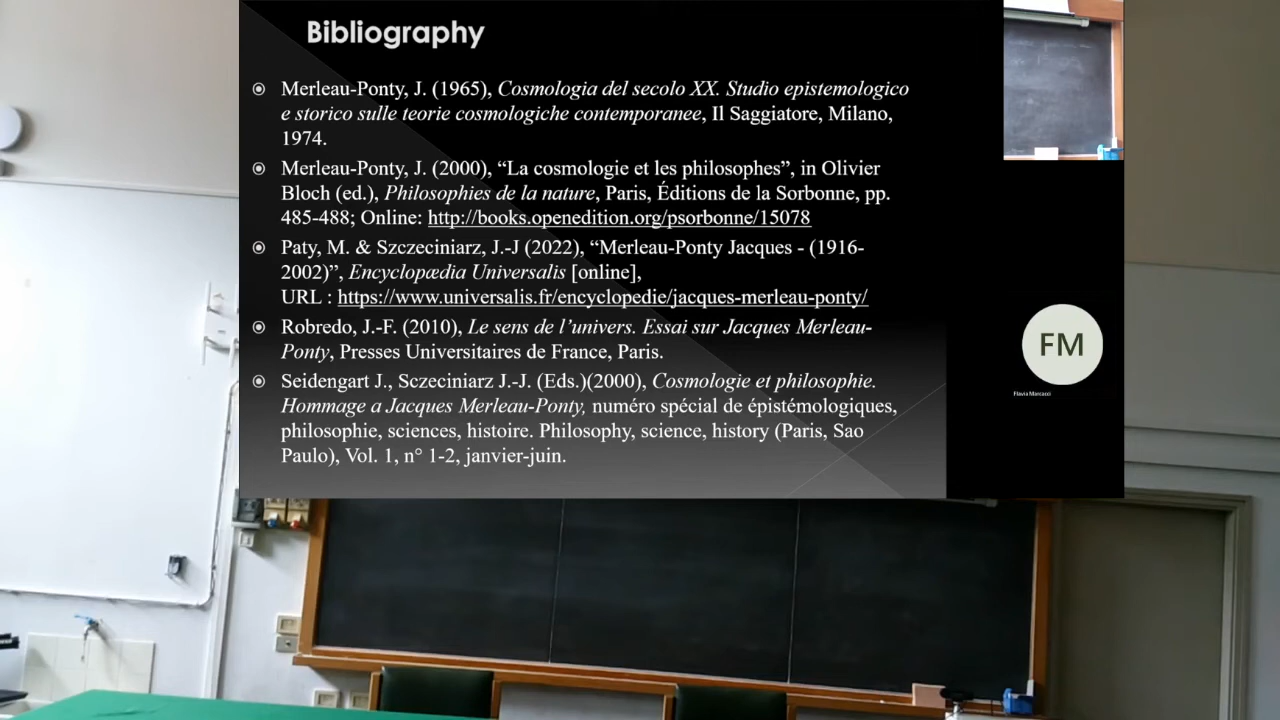 Bibliography
Merleau-Ponty, J. (1965), Cosmologia del secolo XX. Studio epistemologico
e storico sulle teorie cosmologiche contemporanee, Il Saggiatore, Milano,
1974.
Merleau-Ponty, J. (2000), “La cosmologie et les philosophes”, in Olivier
Bloch (ed.), Philosophies de la nature, Paris, Éditions de la Sorbonne, pp.
485-488; Online: http://books.openedition.org/psorbonne/15078
Paty, M. & Szczeciniarz, J.-J (2022), “Merleau-Ponty Jacques - (1916-
2002)”, Encyclopædia Universalis [online],
URL : https://www.universalis.fr/encyclopedie/jacques-merleau-ponty/
Robredo, J.-F. (2010), Le sens de l’univers. Essai sur Jacques Merleau-
Ponty, Presses Universitaires de France, Paris.
Seidengart J., Sczeciniarz J.-J. (Eds.)(2000), Cosmologie et philosophie.
Hommage a Jacques Merleau-Ponty, numéro spécial de épistémologiques,
philosophie, sciences, histoire. Philosophy, science, history (Paris, Sao
Paulo), Vol. 1, n° 1-2, janvier-juin.
FM
Flavia Marcacci